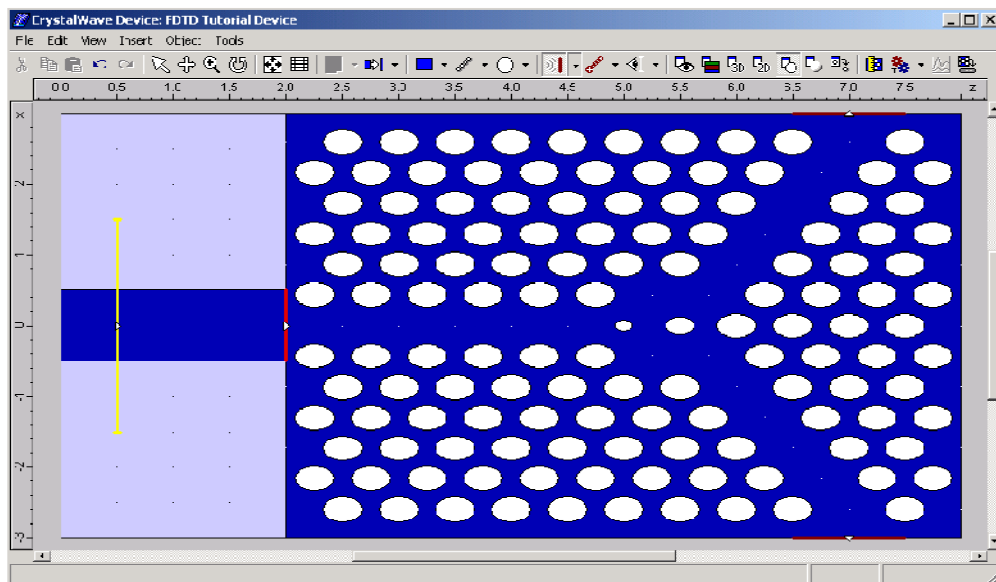 CrystalWave Device: FDTD Tutorial Device
File Edit View Insert Object Tools
3D 2D
0.0 0.5 1.0 1.5 2.0 2.5 3.0 3.5 4.0 4.5 5.0 5.5 6.0 6.5 7.0 7.5 z
x
2
1
0
-1
-2
-3